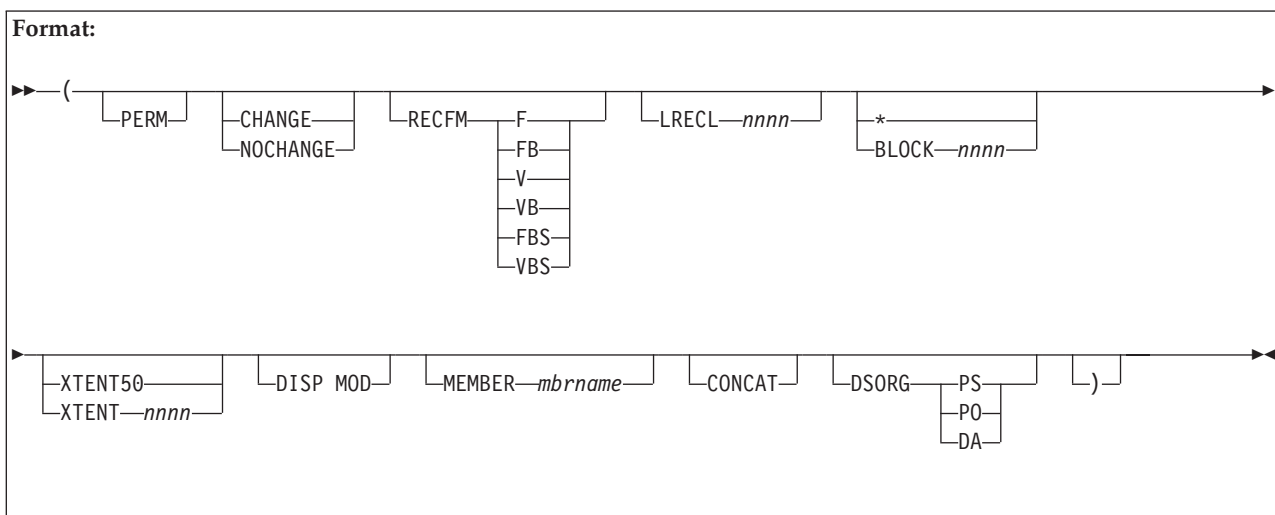 Format:
( PERM CHANGE RECFM F LRECL nnnn *
NOCHANGE FB BLOCK nnnn
V
VB
FBS
VBS
XTENT50 DISP MOD MEMBER mbrname CONCAT DSORG PS )
XTENT nnnn PO
DA